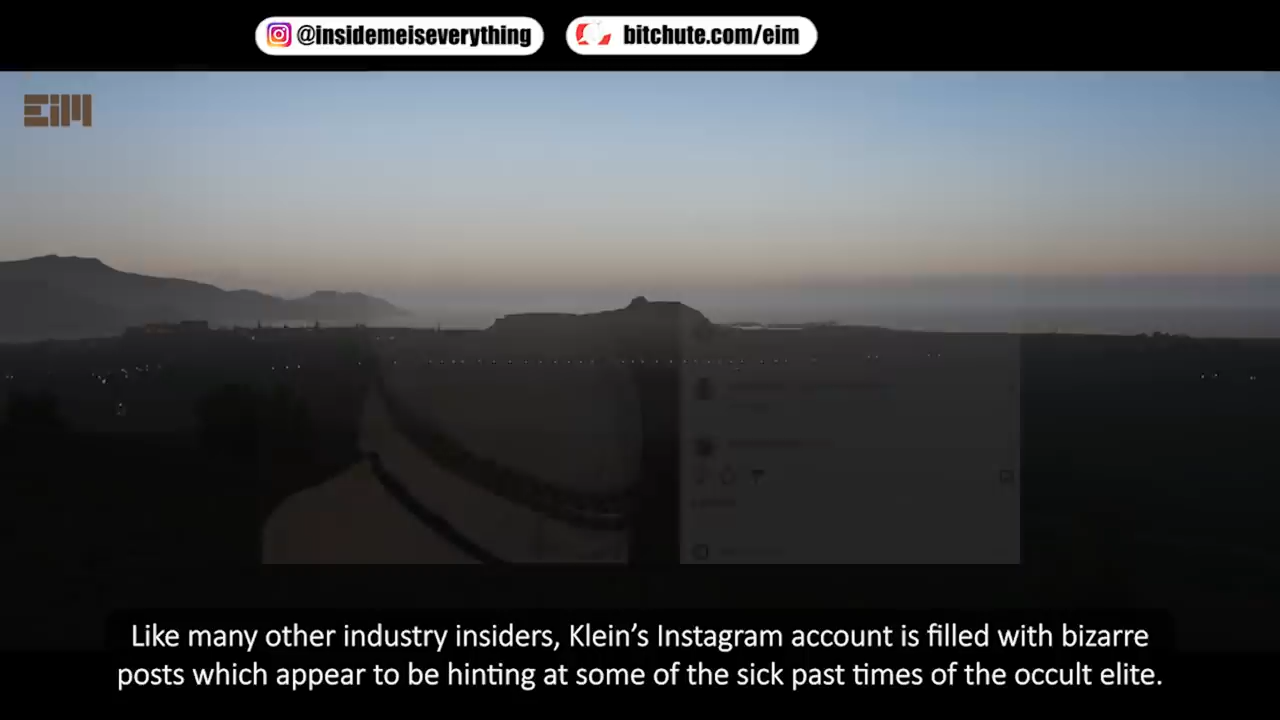 @insidemeiseverything
bitchute.com/eim
EIM
Like many other industry insiders, Klein’s Instagram account is filled with bizarre
posts which appear to be hinting at some of the sick past times of the occult elite.